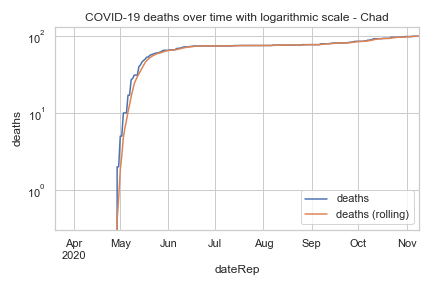 COVID-19 deaths over time with logarithmic scale - Chad
deaths
10²
10¹
10⁰
Apr
2020
May
Jun
Jul
Aug
Sep
Oct
Nov
dateRep
deaths
deaths (rolling)